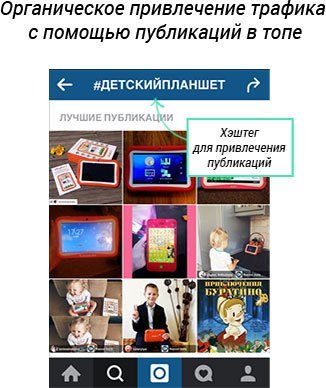 Органическое привлечение трафика
с помощью публикаций в топе
#ДЕТСКИЙПЛАНШЕТ
ЛУЧШИЕ ПУБЛИКАЦИИ
Хэштег
для привлечения
публикаций
ПРИКЛЮЧЕНИЯ
БУРАТИНО